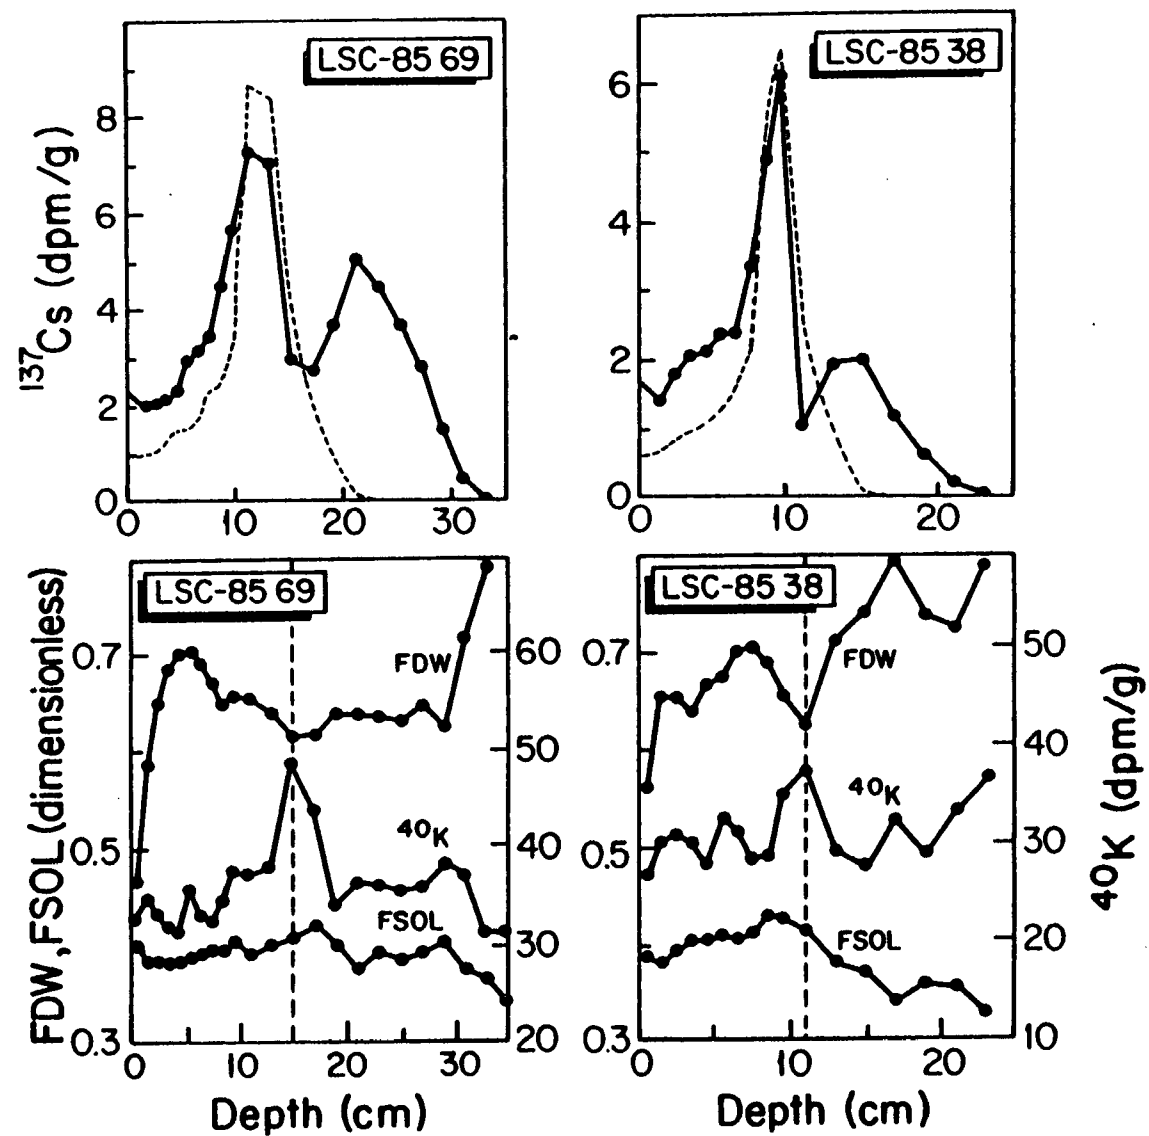 LSC-85 69
137Cs (dpm/g)
8
6
4
2
0
0 10 20 30
LSC-85 38
6
4
2
0
0 10 20
LSC-85 69
FDW, FSOL (dimensionless)
0.7
0.5
0.3
FDW
40K
FSOL
60
50
40
30
20
0 10 20 30
Depth (cm)
LSC-85 38
0.7
0.5
0.3
FDW
40K
FSOL
50
40
30
20
10
40K (dpm/g)
0 10 20
Depth (cm)